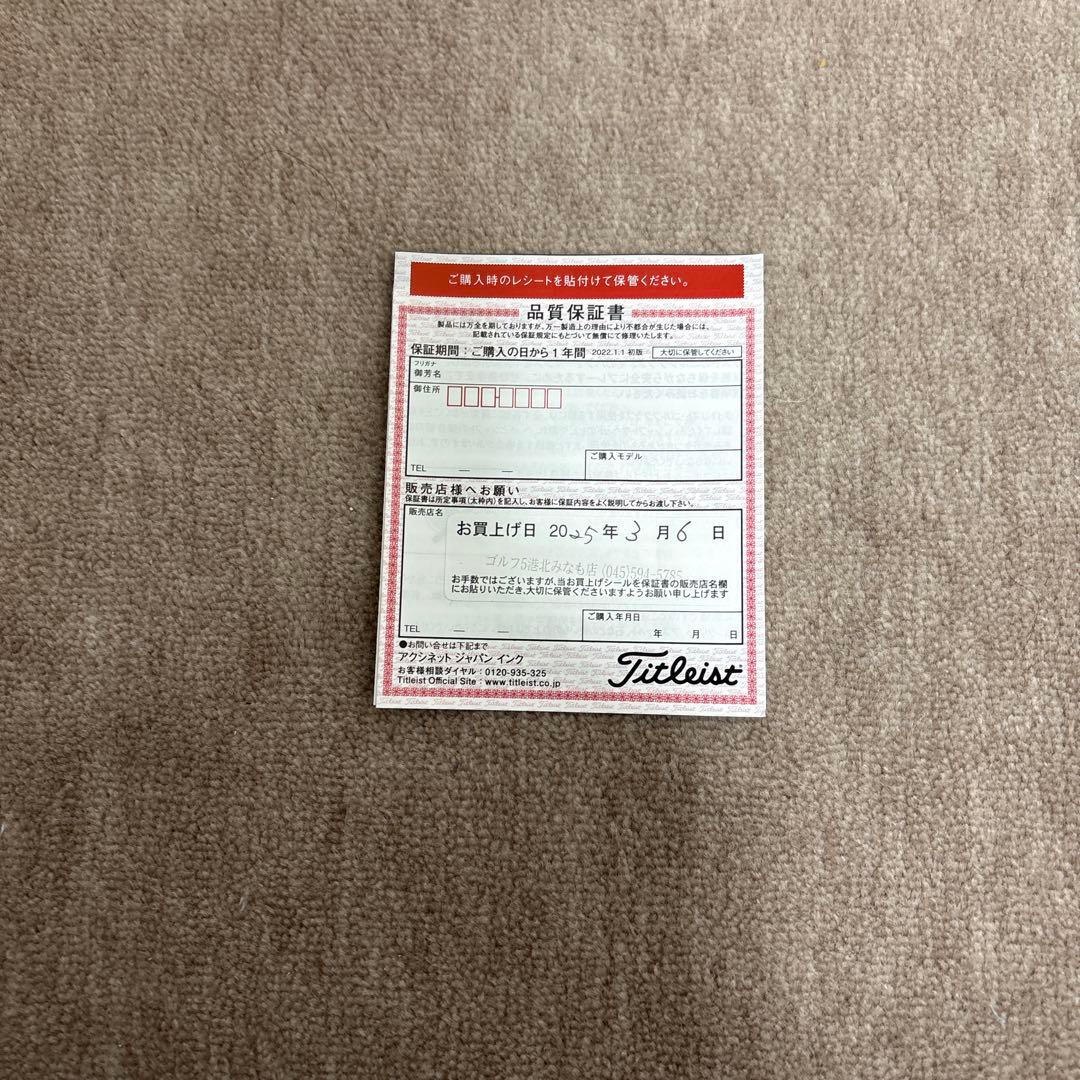 ご購入時のレシートを貼付けて保管ください。
品質保証書
製品には万全を期しておりますが、万一製造上の理由により不都合が生じた場合には、
記載されている保証規定にもとづいて無償にて修理いたします。
保証期間：ご購入の日から1年間 2022.1.1 初版 大切に保管してください
フリガナ
御芳名
御住所
TEL — —
ご購入モデル
販売店様へお願い
保証書は所定事項(太枠内)を記入し、お客様に保証内容をよく説明してからお渡し下さい。
販売店名
お買上げ日 2025年3月6日
ゴルフ5港北みなも店 (045)594-5785
お手数ではございますが、当お買上げシールを保証書の販売店名欄
にお貼りいただき、大切に保管くださいますようお願い申し上げます
TEL — —
ご購入年月日
年 月 日
●お問い合せは下記まで
アクシネット ジャパン インク
お客様相談ダイヤル：0120-935-325
Titleist Official Site：www.titleist.co.jp
Titleist